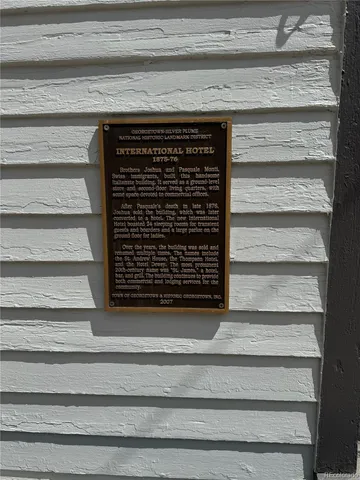 GEORGETOWN-SILVER PLUME
NATIONAL HISTORIC LANDMARK DISTRICT
INTERNATIONAL HOTEL
1875-76
Brothers Joshua and Pasquale Monti,
Swiss immigrants, built this handsome
Italianate building. It served as a ground-level
store and second-floor living quarters, with
some space devoted to commercial offices.
After Pasquale's death in late 1876,
Joshua sold the building, which was later
converted to a hotel. The new International
Hotel boasted 24 sleeping rooms for transient
guests and boarders and a large parlor on the
ground floor for ladies.
Over the years, the building was sold and
renamed multiple times. The names include
the St. Andrew House, the Thompson Hotel,
and the Hotel Dewey. The most prominent
20th-century name was "St. James," a hotel,
bar, and grill. The building continues to provide
both commercial and lodging services for the
community.
TOWN OF GEORGETOWN & HISTORIC GEORGETOWN, INC.
2007